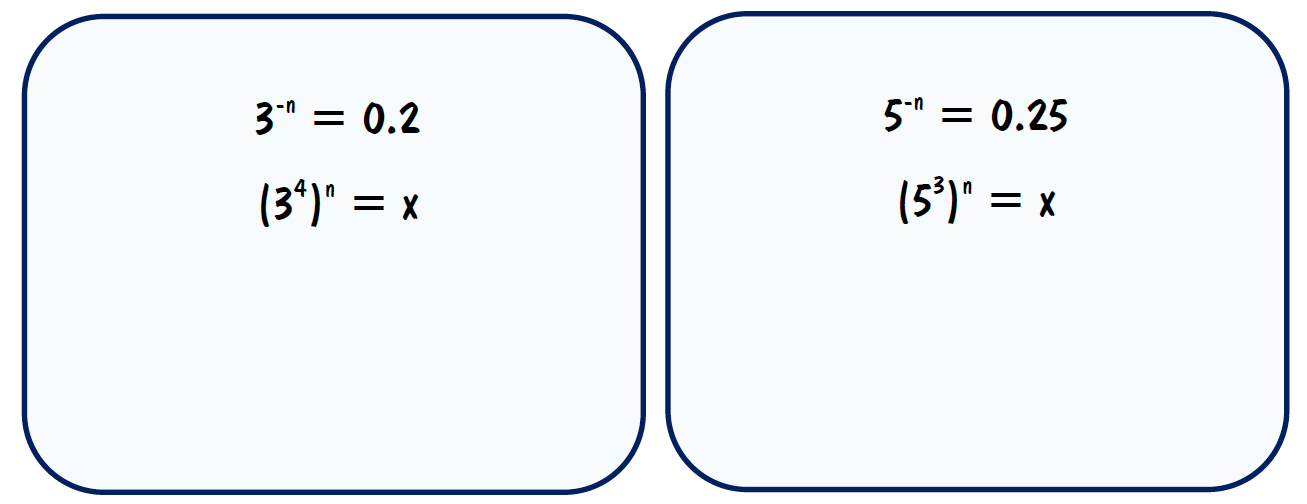 3⁻ⁿ = 0.2
(3⁴)ⁿ = x
5⁻ⁿ = 0.25
(5³)ⁿ = x